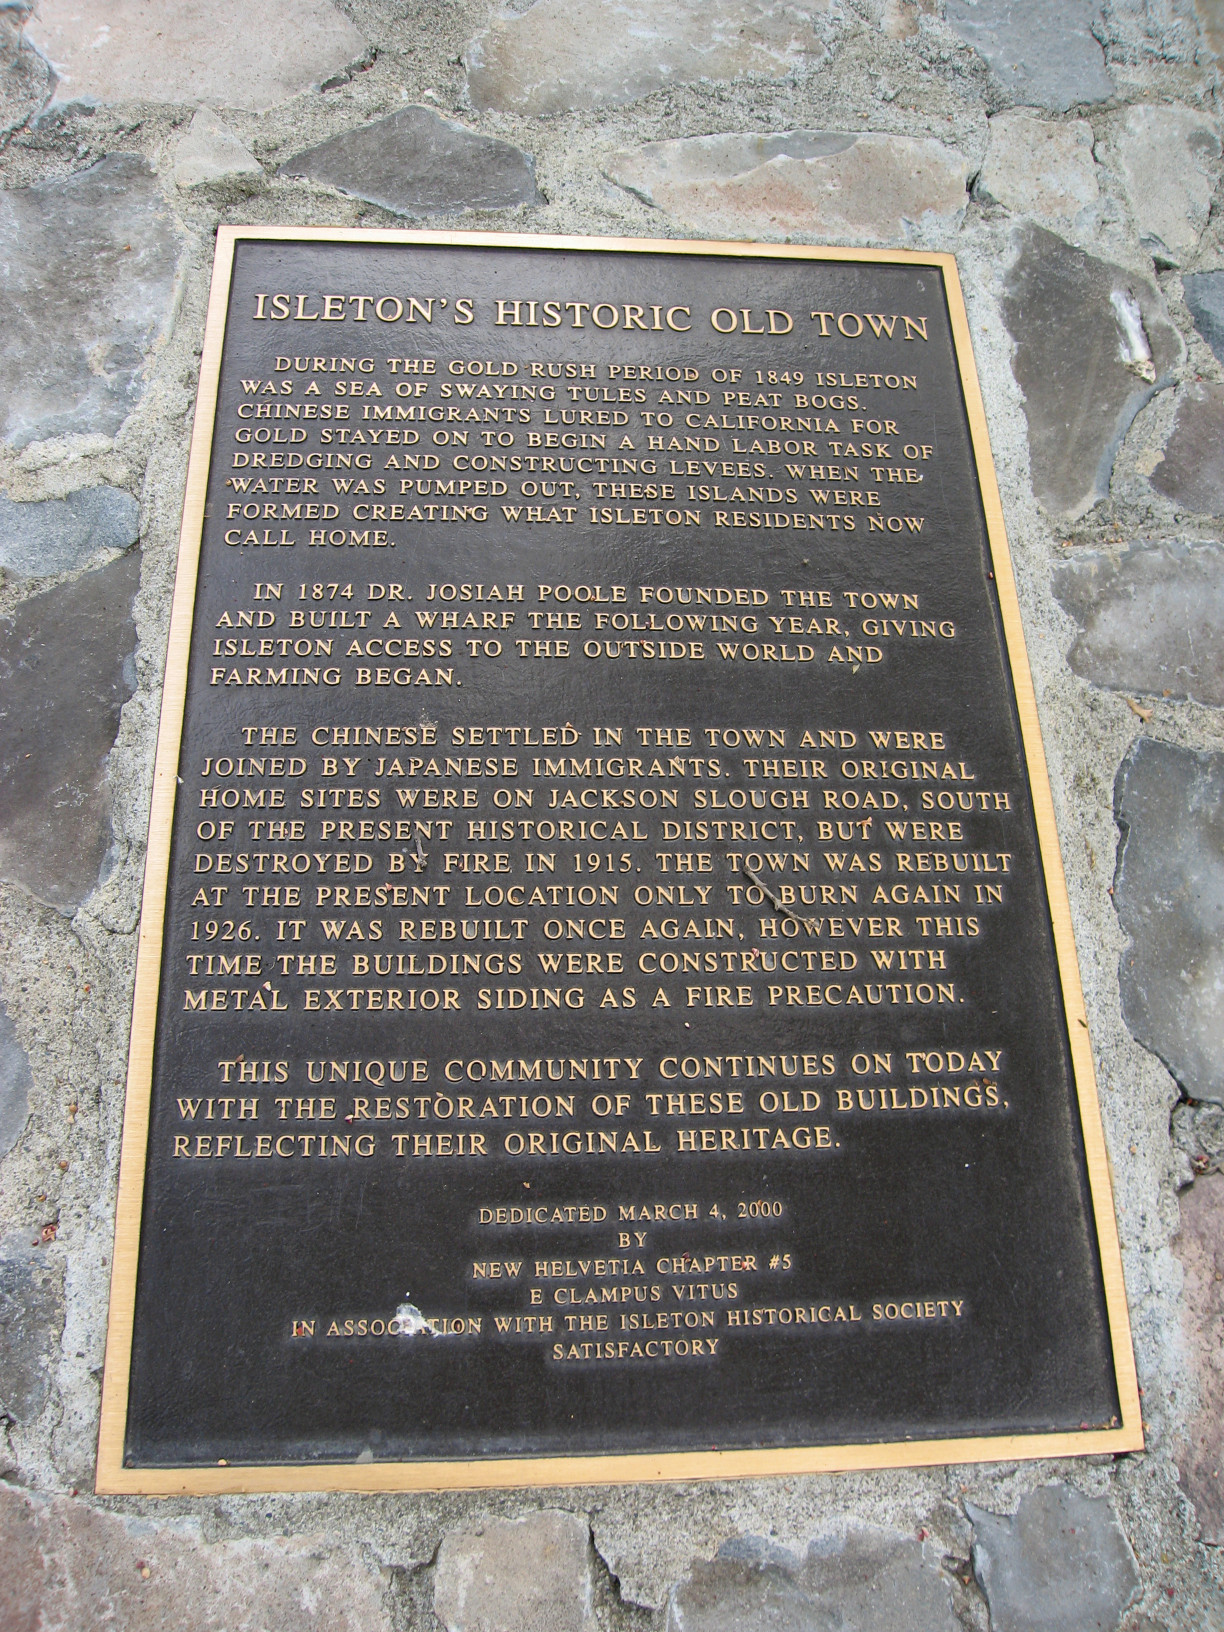 ISLETON'S HISTORIC OLD TOWN
DURING THE GOLD RUSH PERIOD OF 1849 ISLETON
WAS A SEA OF SWAYING TULES AND PEAT BOGS.
CHINESE IMMIGRANTS LURED TO CALIFORNIA FOR
GOLD STAYED ON TO BEGIN A HAND LABOR TASK OF
DREDGING AND CONSTRUCTING LEVEES. WHEN THE
WATER WAS PUMPED OUT, THESE ISLANDS WERE
FORMED CREATING WHAT ISLETON RESIDENTS NOW
CALL HOME.
IN 1874 DR. JOSIAH POOLE FOUNDED THE TOWN
AND BUILT A WHARF THE FOLLOWING YEAR, GIVING
ISLETON ACCESS TO THE OUTSIDE WORLD AND
FARMING BEGAN.
THE CHINESE SETTLED IN THE TOWN AND WERE
JOINED BY JAPANESE IMMIGRANTS. THEIR ORIGINAL
HOME SITES WERE ON JACKSON SLOUGH ROAD, SOUTH
OF THE PRESENT HISTORICAL DISTRICT, BUT WERE
DESTROYED BY FIRE IN 1915. THE TOWN WAS REBUILT
AT THE PRESENT LOCATION ONLY TO BURN AGAIN IN
1926. IT WAS REBUILT ONCE AGAIN, HOWEVER THIS
TIME THE BUILDINGS WERE CONSTRUCTED WITH
METAL EXTERIOR SIDING AS A FIRE PRECAUTION.
THIS UNIQUE COMMUNITY CONTINUES ON TODAY
WITH THE RESTORATION OF THESE OLD BUILDINGS,
REFLECTING THEIR ORIGINAL HERITAGE.
DEDICATED MARCH 4, 2000
BY
NEW HELVETIA CHAPTER #5
E CLAMPUS VITUS
IN ASSOCIATION WITH THE ISLETON HISTORICAL SOCIETY
SATISFACTORY